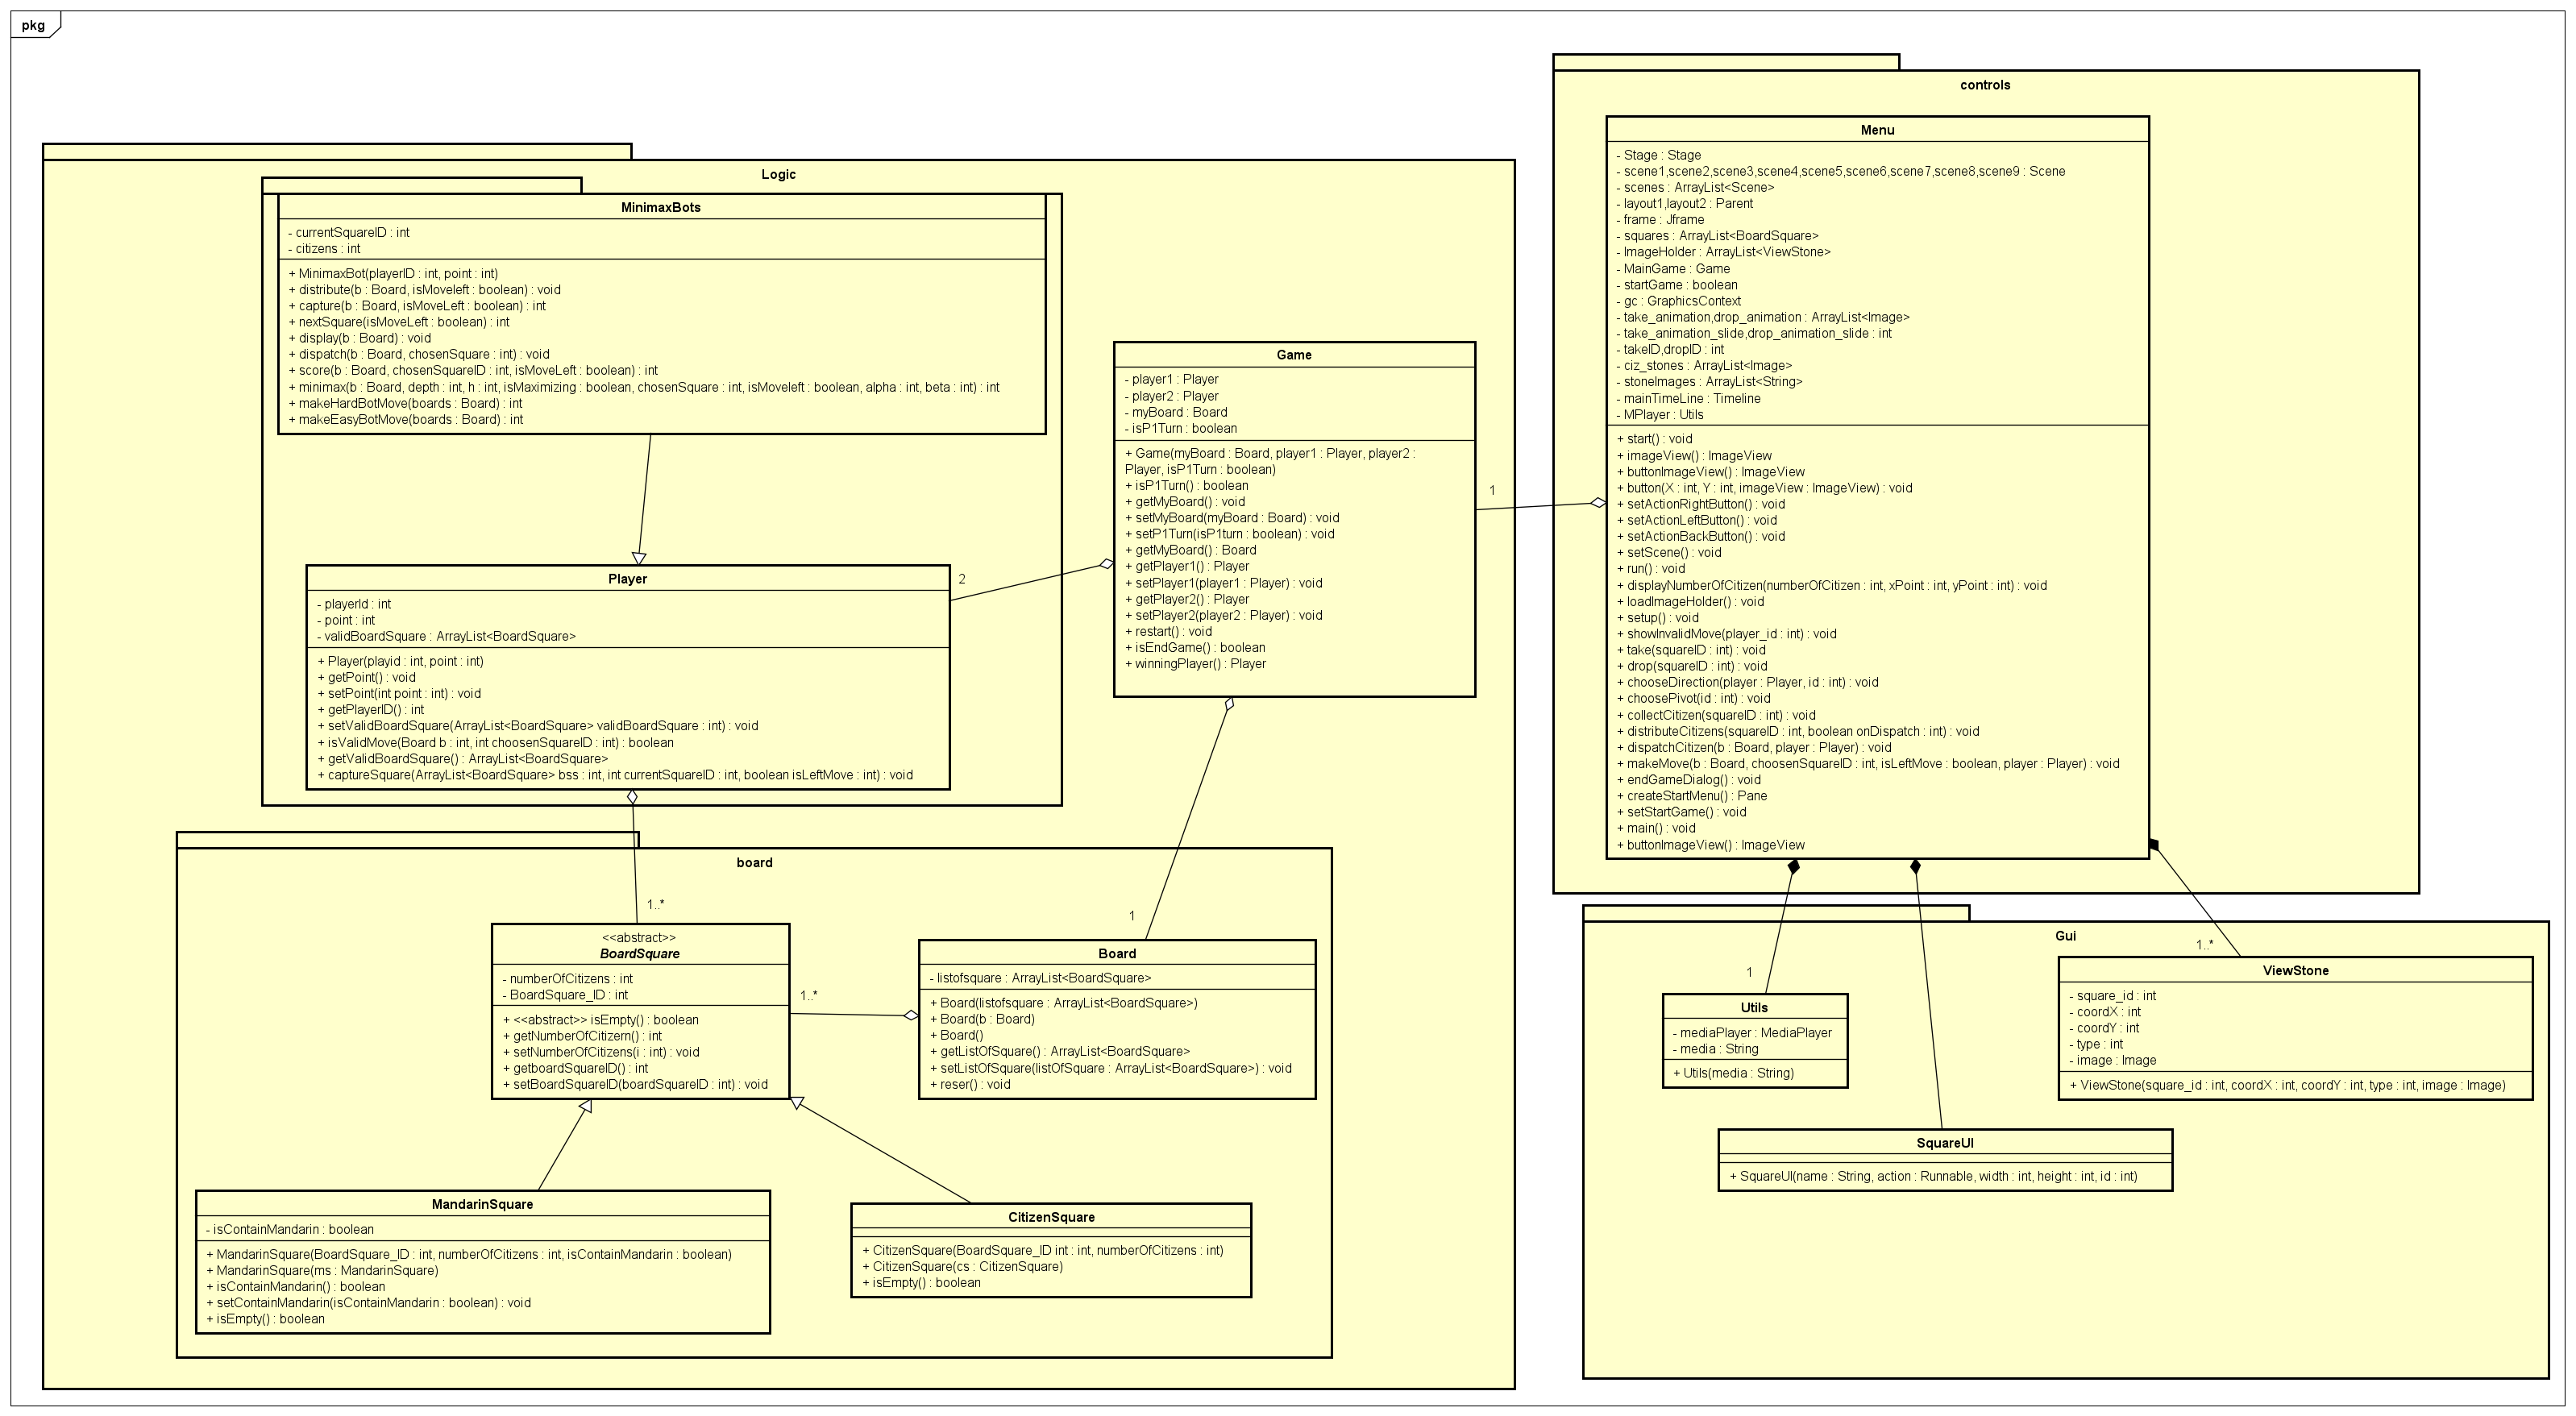 pkg
Logic
MinimaxBots
- currentSquareID : int
- citizens : int
+ MinimaxBot(playerID : int, point : int)
+ distribute(b : Board, isMoveleft : boolean) : void
+ capture(b : Board, isMoveLeft : boolean) : int
+ nextSquare(isMoveLeft : boolean) : int
+ display(b : Board) : void
+ dispatch(b : Board, chosenSquare : int) : void
+ score(b : Board, chosenSquareID : int, isMoveLeft : boolean) : int
+ minimax(b : Board, depth : int, h : int, isMaximizing : boolean, chosenSquare : int, isMoveleft : boolean, alpha : int, beta : int) : int
+ makeHardBotMove(boards : Board) : int
+ makeEasyBotMove(boards : Board) : int
Player
- playerId : int
- point : int
- validBoardSquare : ArrayList<BoardSquare>
+ Player(playid : int, point : int)
+ getPoint() : void
+ setPoint(int point : int) : void
+ getPlayerID() : int
+ setValidBoardSquare(ArrayList<BoardSquare> validBoardSquare : int) : void
+ isValidMove(Board b : int, int choosenSquareID : int) : boolean
+ getValidBoardSquare() : ArrayList<BoardSquare>
+ captureSquare(ArrayList<BoardSquare> bss : int, int currentSquareID : int, boolean isLeftMove : int) : void
2
Game
- player1 : Player
- player2 : Player
- myBoard : Board
- isP1Turn : boolean
+ Game(myBoard : Board, player1 : Player, player2 :
Player, isP1Turn : boolean)
+ isP1Turn() : boolean
+ getMyBoard() : void
+ setMyBoard(myBoard : Board) : void
+ setP1Turn(isP1turn : boolean) : void
+ getMyBoard() : Board
+ getPlayer1() : Player
+ setPlayer1(player1 : Player) : void
+ getPlayer2() : Player
+ setPlayer2(player2 : Player) : void
+ restart() : void
+ isEndGame() : boolean
+ winningPlayer() : Player
1
board
1..*
<<abstract>>
BoardSquare
- numberOfCitizens : int
- BoardSquare_ID : int
+ <<abstract>> isEmpty() : boolean
+ getNumberOfCitizern() : int
+ setNumberOfCitizens(i : int) : void
+ getboardSquareID() : int
+ setBoardSquareID(boardSquareID : int) : void
1..*
1
Board
- listofsquare : ArrayList<BoardSquare>
+ Board(listofsquare : ArrayList<BoardSquare>)
+ Board(b : Board)
+ Board()
+ getListOfSquare() : ArrayList<BoardSquare>
+ setListOfSquare(listOfSquare : ArrayList<BoardSquare>) : void
+ reser() : void
MandarinSquare
- isContainMandarin : boolean
+ MandarinSquare(BoardSquare_ID : int, numberOfCitizens : int, isContainMandarin : boolean)
+ MandarinSquare(ms : MandarinSquare)
+ isContainMandarin() : boolean
+ setContainMandarin(isContainMandarin : boolean) : void
+ isEmpty() : boolean
CitizenSquare
+ CitizenSquare(BoardSquare_ID int : int, numberOfCitizens : int)
+ CitizenSquare(cs : CitizenSquare)
+ isEmpty() : boolean
controls
Menu
- Stage : Stage
- scene1,scene2,scene3,scene4,scene5,scene6,scene7,scene8,scene9 : Scene
- scenes : ArrayList<Scene>
- layout1,layout2 : Parent
- frame : Jframe
- squares : ArrayList<BoardSquare>
- ImageHolder : ArrayList<ViewStone>
- MainGame : Game
- startGame : boolean
- gc : GraphicsContext
- take_animation,drop_animation : ArrayList<Image>
- take_animation_slide,drop_animation_slide : int
- takeID,dropID : int
- ciz_stones : ArrayList<Image>
- stoneImages : ArrayList<String>
- mainTimeLine : Timeline
- MPlayer : Utils
+ start() : void
+ imageView() : ImageView
+ buttonImageView() : ImageView
+ button(X : int, Y : int, imageView : ImageView) : void
+ setActionRightButton() : void
+ setActionLeftButton() : void
+ setActionBackButton() : void
+ setScene() : void
+ run() : void
+ displayNumberOfCitizen(numberOfCitizen : int, xPoint : int, yPoint : int) : void
+ loadImageHolder() : void
+ setup() : void
+ showInvalidMove(player_id : int) : void
+ take(squareID : int) : void
+ drop(squareID : int) : void
+ chooseDirection(player : Player, id : int) : void
+ choosePivot(id : int) : void
+ collectCitizen(squareID : int) : void
+ distributeCitizens(squareID : int, boolean onDispatch : int) : void
+ dispatchCitizen(b : Board, player : Player) : void
+ makeMove(b : Board, choosenSquareID : int, isLeftMove : boolean, player : Player) : void
+ endGameDialog() : void
+ createStartMenu() : Pane
+ setStartGame() : void
+ main() : void
+ buttonImageView() : ImageView
Gui
1
Utils
- mediaPlayer : MediaPlayer
- media : String
+ Utils(media : String)
1..*
ViewStone
- square_id : int
- coordX : int
- coordY : int
- type : int
- image : Image
+ ViewStone(square_id : int, coordX : int, coordY : int, type : int, image : Image)
SquareUI
+ SquareUI(name : String, action : Runnable, width : int, height : int, id : int)